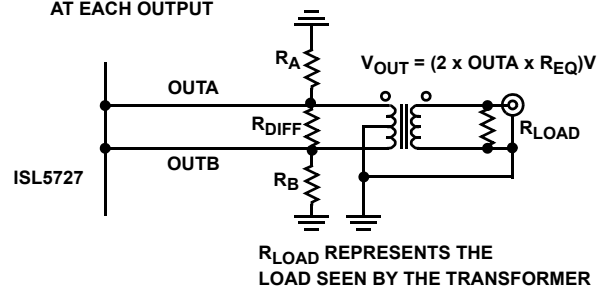 AT EACH OUTPUT
RA
VOUT = (2 x OUTA x REQ)V
OUTA
RDIFF
RLOAD
OUTB
ISL5727
RB
RLOAD REPRESENTS THE
LOAD SEEN BY THE TRANSFORMER